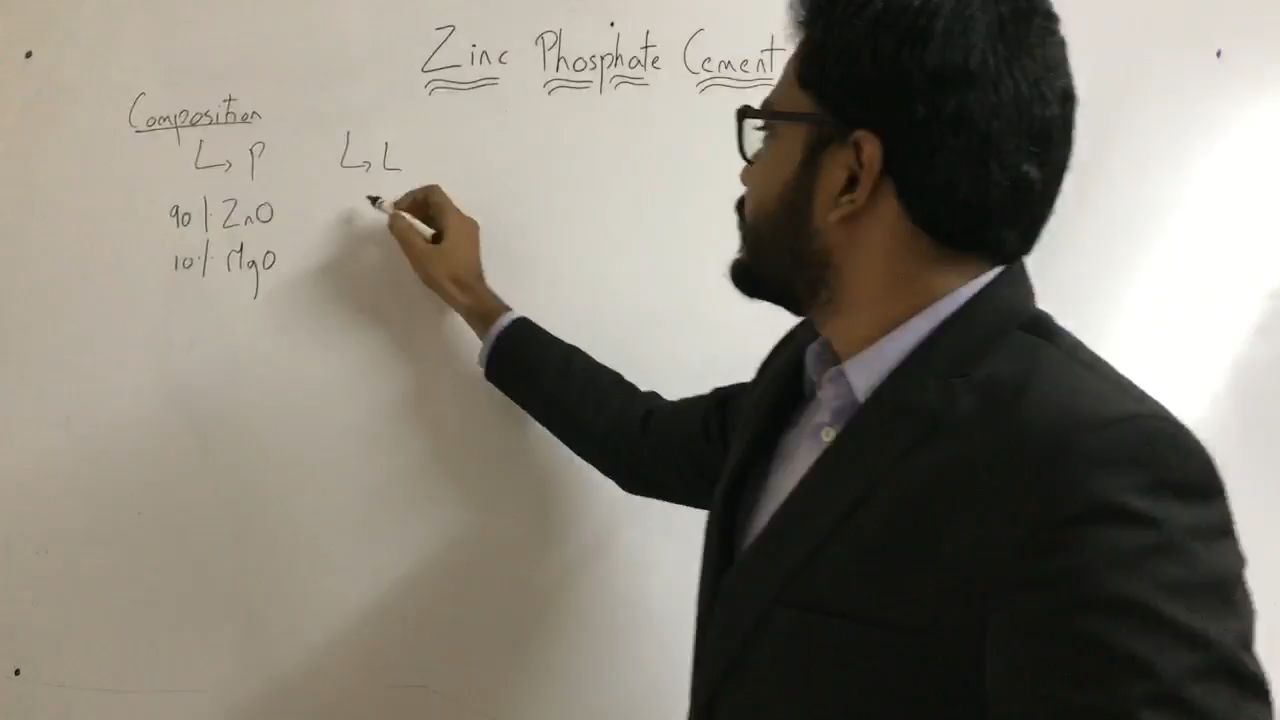 Zinc Phosphate Cement
Composition
↳ P ↳ L
90% ZnO
10% MgO